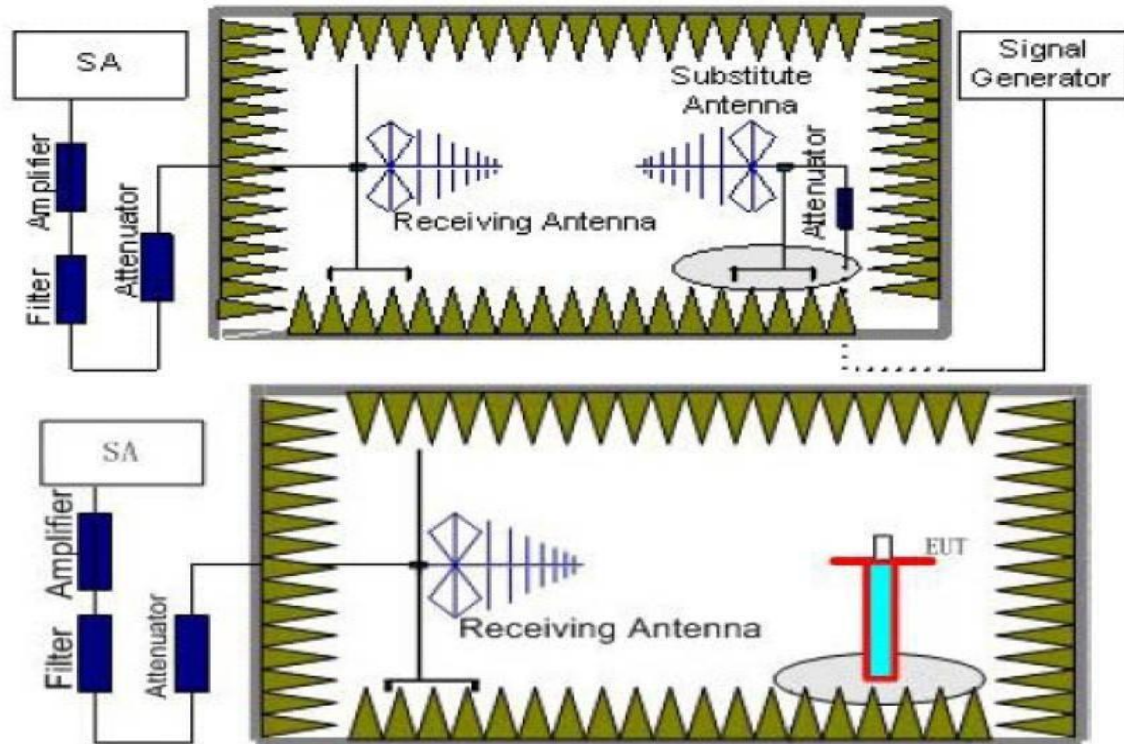 SA
Amplifier
Filter
Attenuator
Receiving Antenna
Substitute
Antenna
Attenuator
Signal
Generator
SA
Amplifier
Filter
Attenuator
Receiving Antenna
EUT